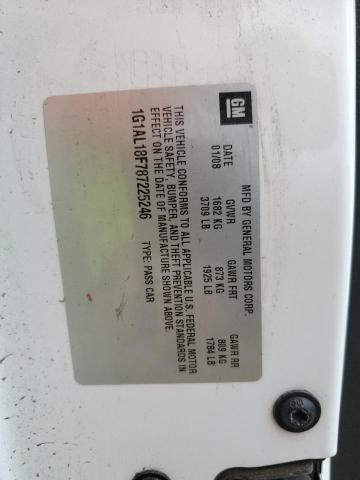 GM
MFD BY GENERAL MOTORS CORP.
DATE GVWR GAWR FRT GAWR RR
01/08 1682 KG 873 KG 809 KG
3709 LB 1925 LB 1784 LB
THIS VEHICLE CONFORMS TO ALL APPLICABLE U.S. FEDERAL MOTOR
VEHICLE SAFETY, BUMPER, AND THEFT PREVENTION STANDARDS IN
EFFECT ON THE DATE OF MANUFACTURE SHOWN ABOVE.
1G1AL18F787225246 TYPE: PASS CAR